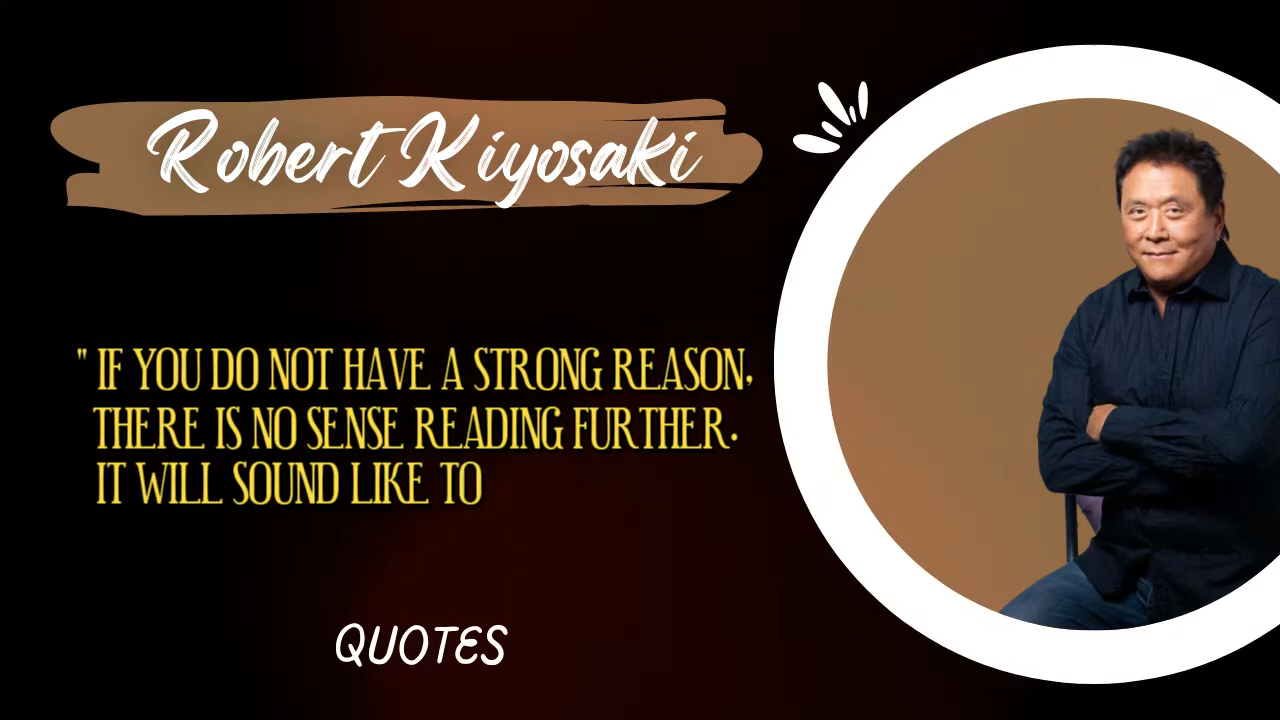 Robert Kiyosaki
" IF YOU DO NOT HAVE A STRONG REASON,
THERE IS NO SENSE READING FURTHER.
IT WILL SOUND LIKE TO
QUOTES